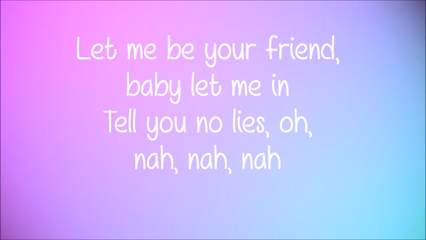 Let me be your friend,
baby let me in
Tell you no lies, oh,
nah, nah, nah